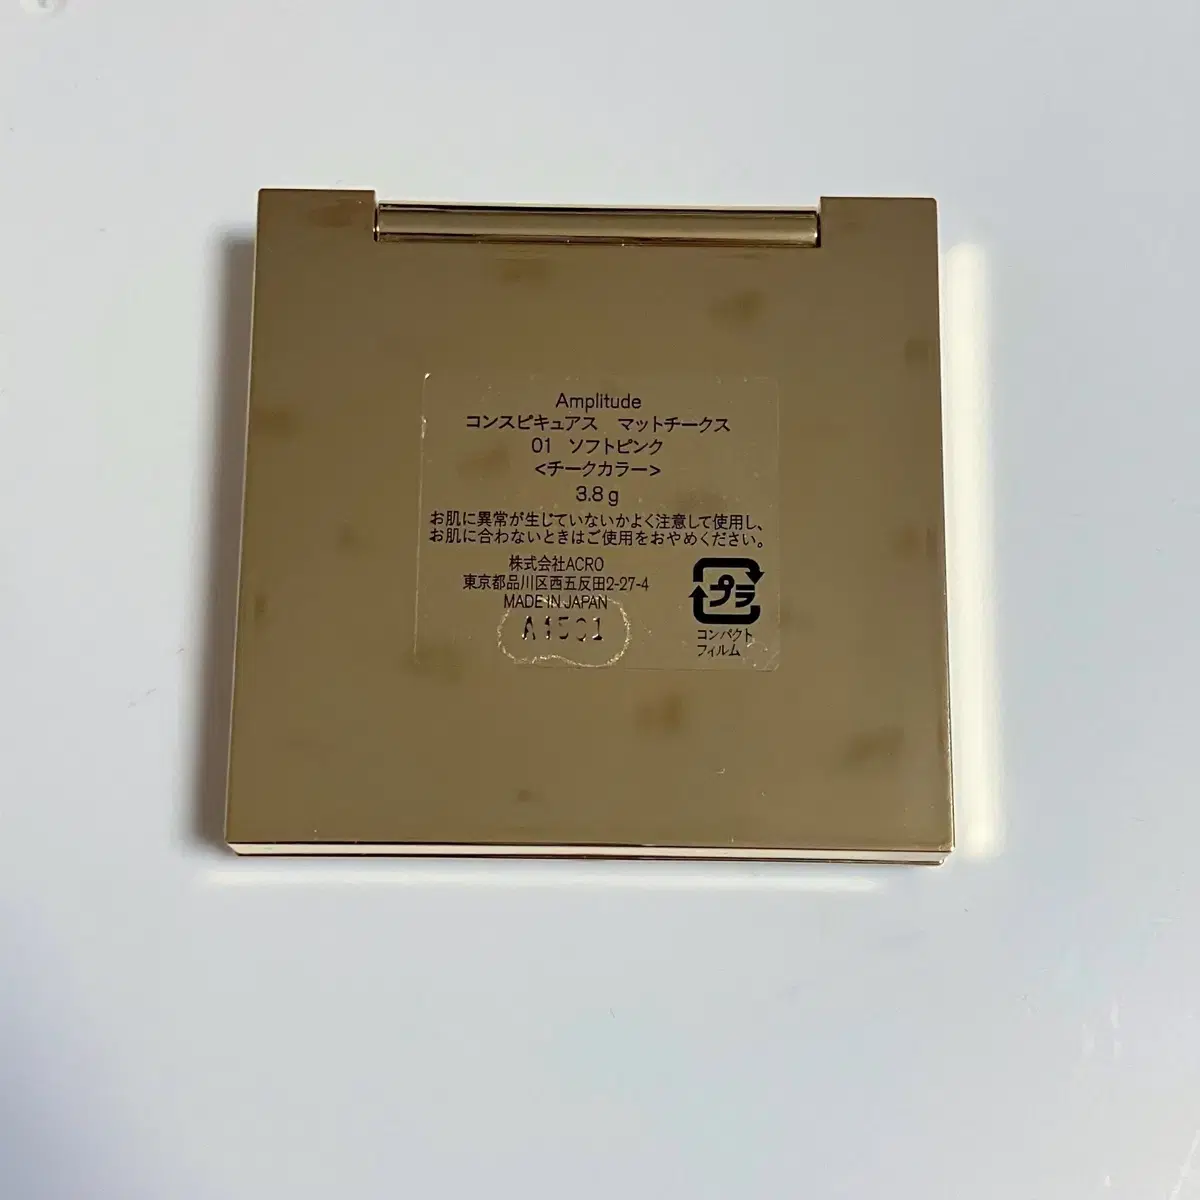 Amplitude
コンスピキュアス　マットチークス
01　ソフトピンク
<チークカラー>
3.8 g
お肌に異常が生じていないかよく注意して使用し、
お肌に合わないときはご使用をおやめください。
株式会社ACRO
東京都品川区西五反田2-27-4
MADE IN JAPAN
プラ
コンパクト
フィルム